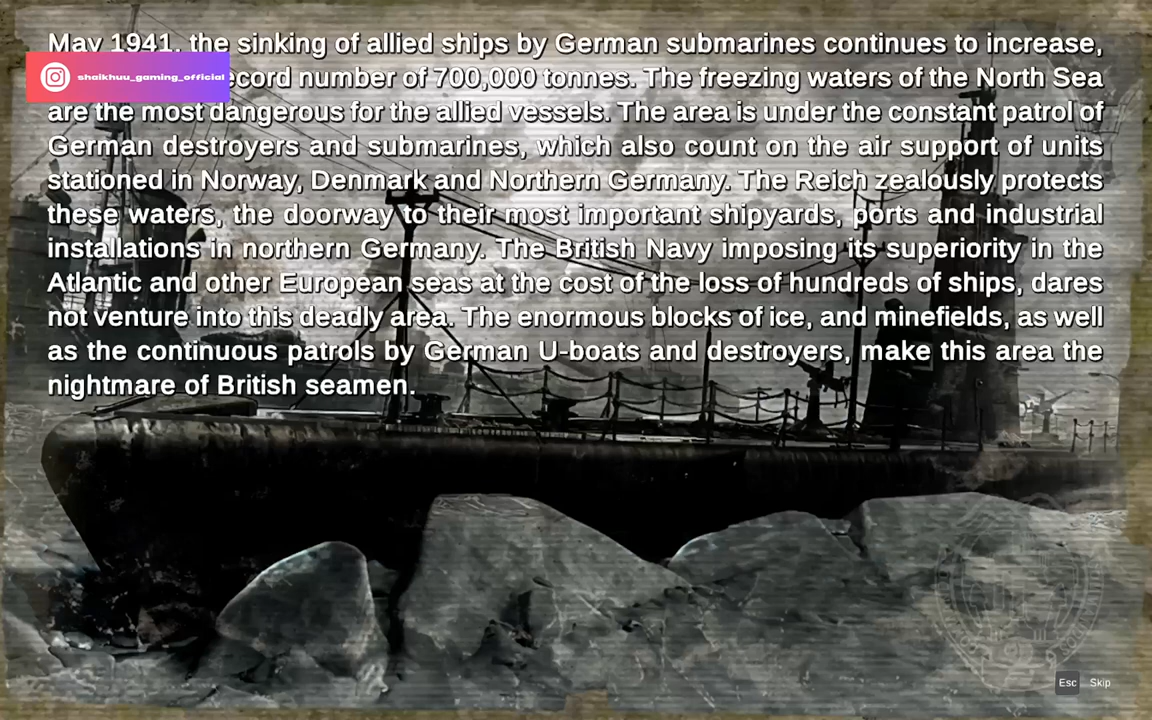 May 1941, the sinking of allied ships by German submarines continues to increase,
shaikhuu_gaming_official
number of 700,000 tonnes. The freezing waters of the North Sea
are the most dangerous for the allied vessels. The area is under the constant patrol of
German destroyers and submarines, which also count on the air support of units
stationed in Norway, Denmark and Northern Germany. The Reich zealously protects
these waters, the doorway to their most important shipyards, ports and industrial
installations in northern Germany. The British Navy imposing its superiority in the
Atlantic and other European seas at the cost of the loss of hundreds of ships, dares
not venture into this deadly area. The enormous blocks of ice, and minefields, as well
as the continuous patrols by German U-boats and destroyers, make this area the
nightmare of British seamen.
Esc Skip